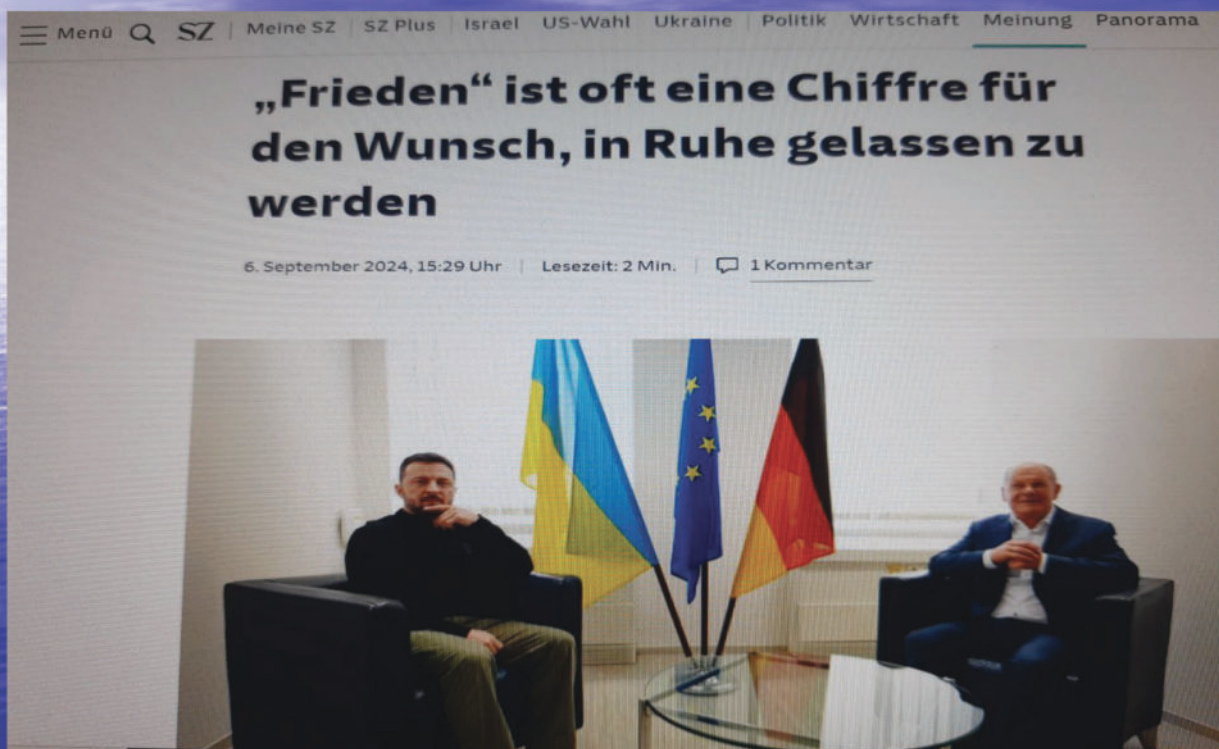 Menü SZ Meine SZ SZ Plus Israel US-Wahl Ukraine Politik Wirtschaft Meinung Panorama
„Frieden“ ist oft eine Chiffre für
den Wunsch, in Ruhe gelassen zu
werden
6. September 2024, 15:29 Uhr | Lesezeit: 2 Min. | 1 Kommentar